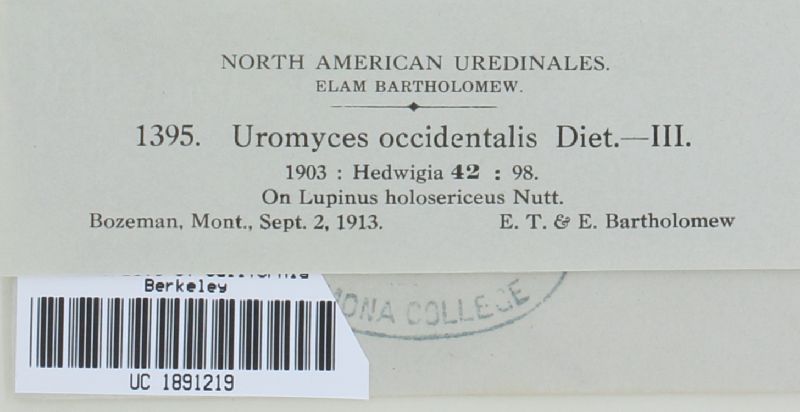 NORTH AMERICAN UREDINALES.
ELAM BARTHOLOMEW.
1395. Uromyces occidentalis Diet.—III.
1903 : Hedwigia 42 : 98.
On Lupinus holosericeus Nutt.
Bozeman, Mont., Sept. 2, 1913. E. T. & E. Bartholomew
Berkeley
COLLEGE
UC 1891219